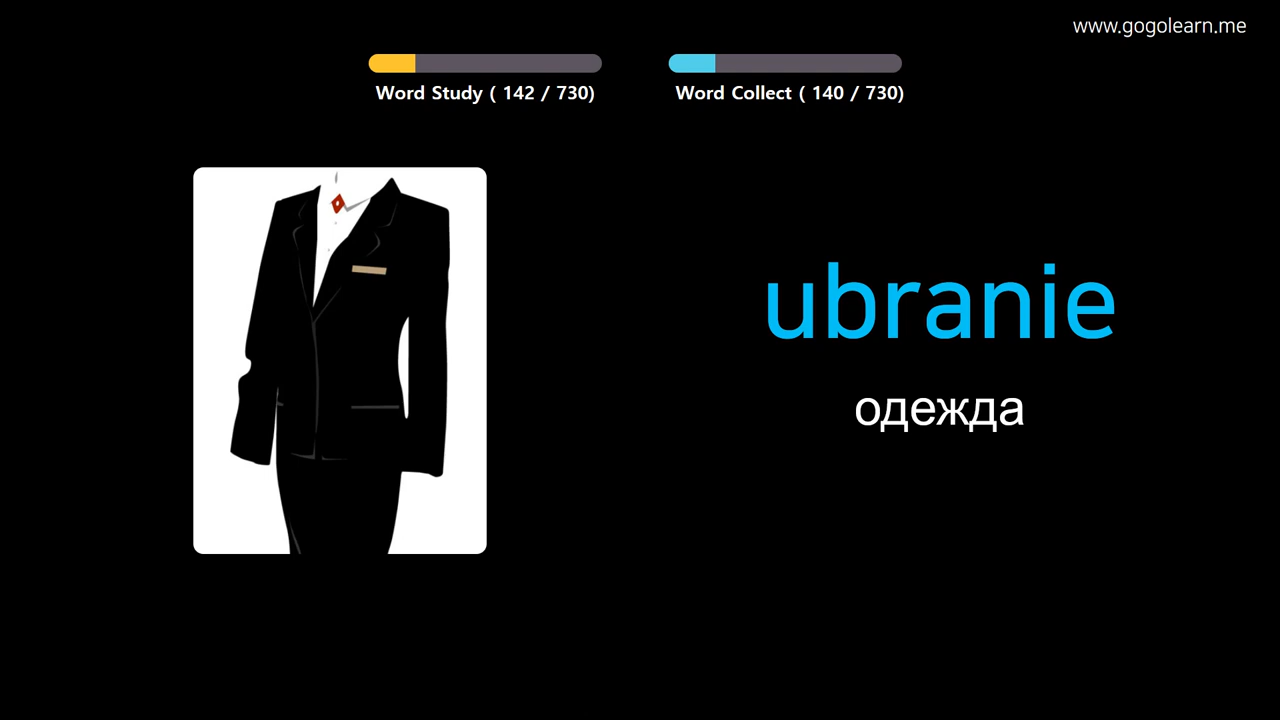 www.gogolearn.me
Word Study ( 142 / 730)
Word Collect ( 140 / 730)
ubranie
одежда